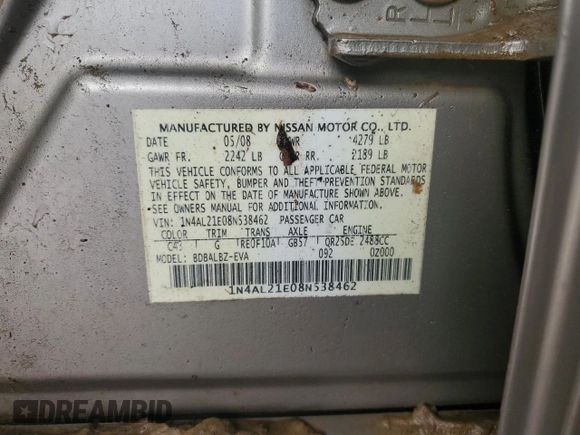 R L L
MANUFACTURED BY NISSAN MOTOR CO., LTD.
DATE 05/08 4279 LB
GAWR FR. 2242 LB RR. 2189 LB
THIS VEHICLE CONFORMS TO ALL APPLICABLE FEDERAL MOTOR
VEHICLE SAFETY, BUMPER AND THEFT PREVENTION STANDARDS
IN EFFECT ON THE DATE OF MANUFACTURE SHOWN ABOVE.
SEE OWNERS MANUAL FOR ADDITIONAL INFORMATION.
VIN: 1N4AL21E08N538462 PASSENGER CAR
COLOR TRIM TRANS AXLE ENGINE
G RE0F10A GB57 QR25DE 2488CC
MODEL: BDBALBZ-EVA 092 02000
1N4AL21E08N538462
DREAMBID